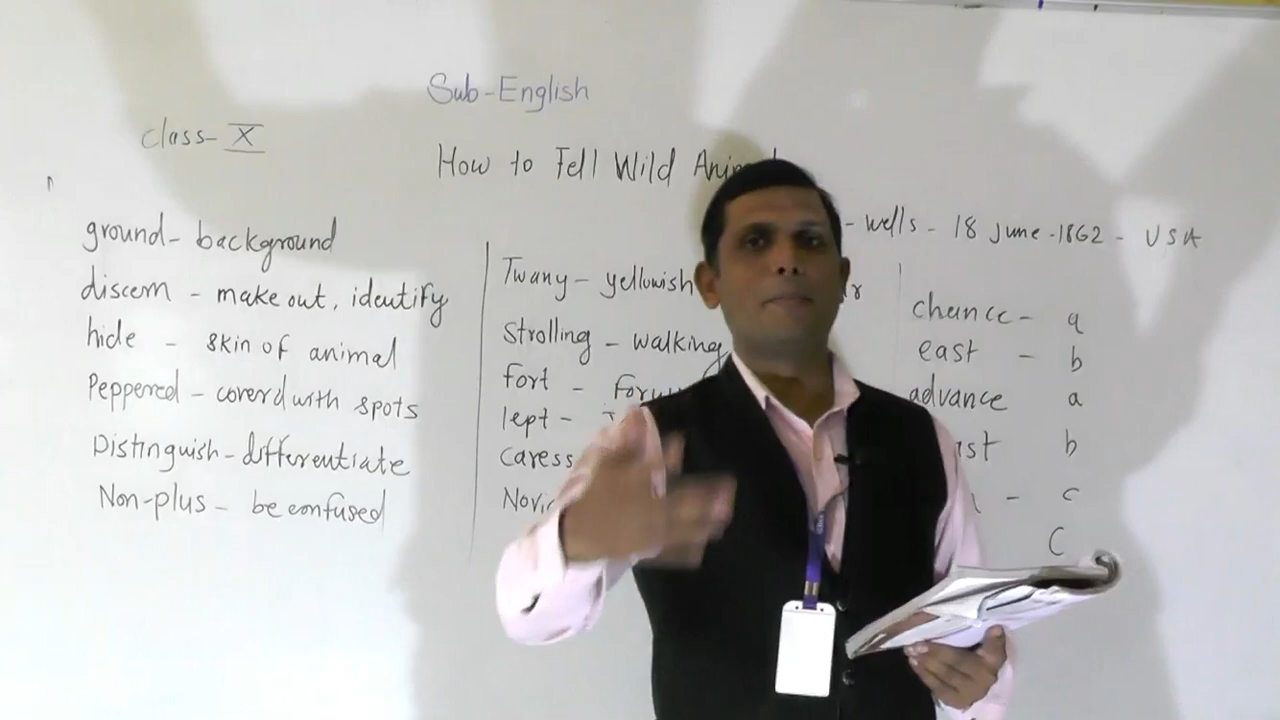 Sub-English
Class-X
How to Tell Wild
- wells - 18 June-1862 - USA
ground - background
discern - make out, identify
hide - skin of animal
Peppered - coverd with spots
Distinguish - differentiate
Non-plus - be confused
Twany - yellowish
Strolling - walking
fort -
lept -
caress
chance - a
east - b
advance a
b
- c
C